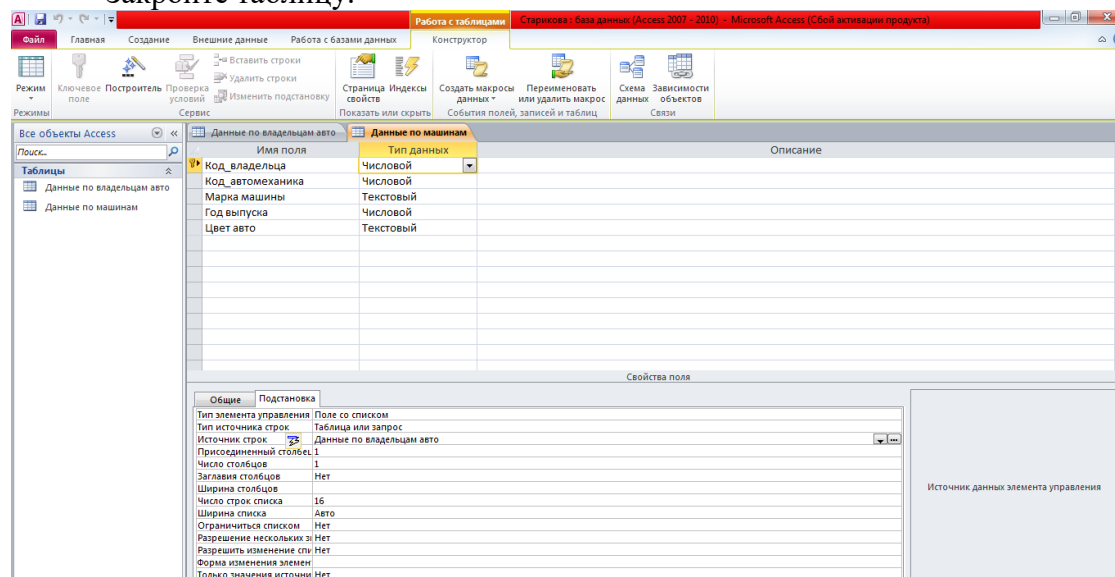 Закройте таблицу.
Работа с таблицами Старикова : база данных (Access 2007 - 2010) - Microsoft Access (Сбой активации продукта)
Файл Главная Создание Внешние данные Работа с базами данных Конструктор
Режим
Ключевое поле
Построитель
Проверка условий
Вставить строки
Удалить строки
Изменить подстановку
Страница свойств
Индексы
Создать макросы данных
Переименовать или удалить макрос
Схема данных
Зависимости объектов
Режимы Сервис Показать или скрыть События полей, записей и таблиц Связи
Все объекты Access «
Поиск...
Таблицы
Данные по владельцам авто
Данные по машинам
Данные по владельцам авто Данные по машинам
Имя поля Тип данных Описание
Код_владельца Числовой
Код_автомеханика Числовой
Марка машины Текстовый
Год выпуска Числовой
Цвет авто Текстовый
Свойства поля
Общие Подстановка
Тип элемента управления Поле со списком
Тип источника строк Таблица или запрос
Источник строк Данные по владельцам авто
Присоединенный столбец 1
Число столбцов 1
Заглавия столбцов Нет
Ширина столбцов
Число строк списка 16
Ширина списка Авто
Ограничиться списком Нет
Разрешение нескольких зн Нет
Разрешить изменение спи Нет
Форма изменения элемен
Только значения источни Нет
Источник данных элемента управления